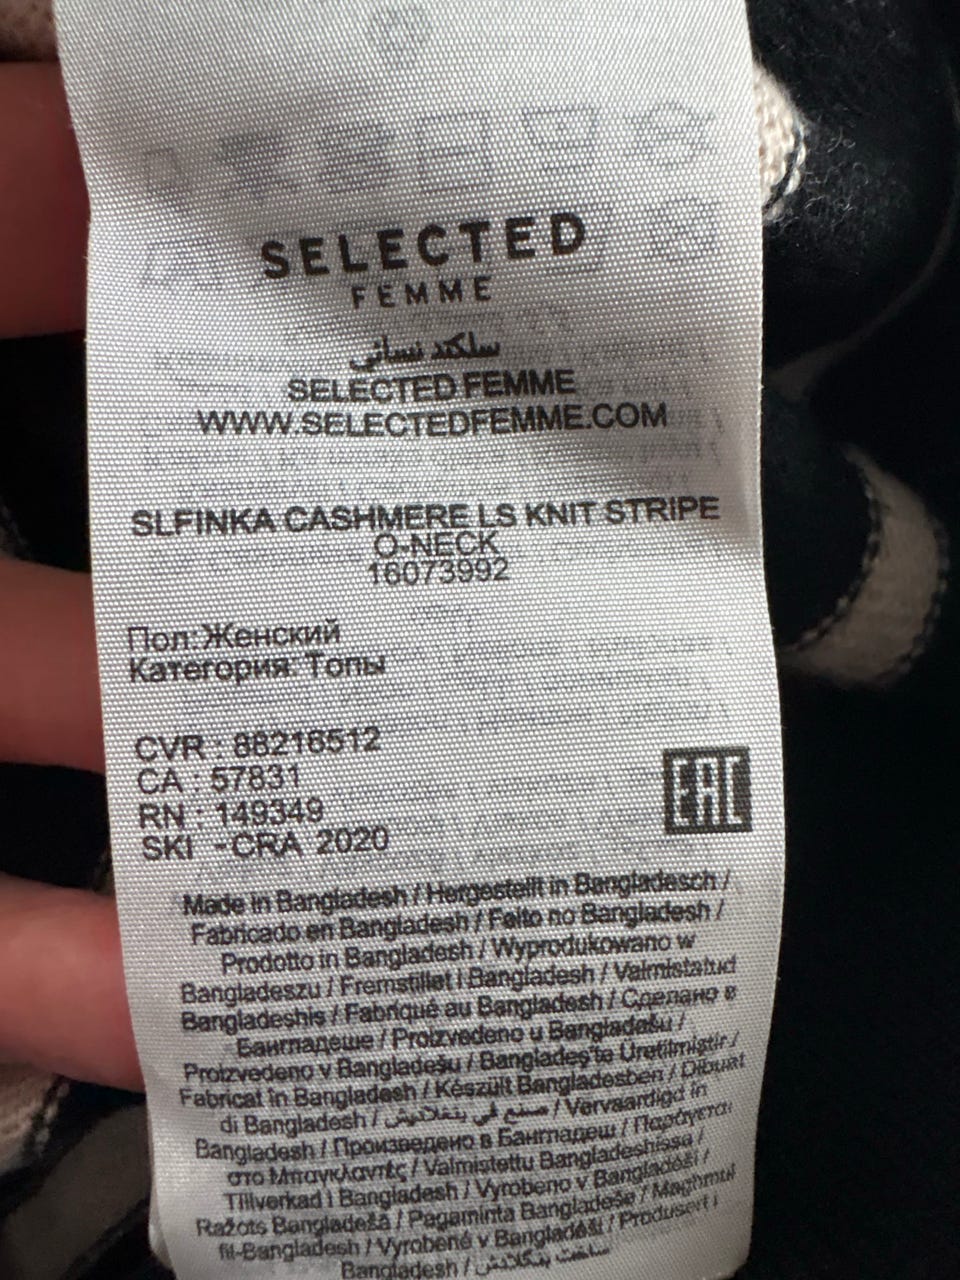 SELECTED
FEMME
سلكتد نسائي
SELECTED FEMME
WWW.SELECTEDFEMME.COM
SLFINKA CASHMERE LS KNIT STRIPE
O-NECK
16073992
Пол:Женский
Категория: Топы
CVR : 88216512
CA : 57831
RN : 149349
SKI -CRA 2020
EAC
Made in Bangladesh / Hergestellt in Bangladesch /
Fabricado en Bangladesh / Feito no Bangladesh /
Prodotto in Bangladesh / Wyprodukowano w
Bangladeszu / Fremstillet i Bangladesh / Valmistatud
Bangladeshis / Fabriqué au Bangladesh / Сделано в
Бангладеше / Proizvedeno u Bangladešu /
Proizvedeno v Bangladešu / Bangladeş'te Üretilmiştir /
Fabricat în Bangladesh / Készült Bangladesben / Dibuat
di Bangladesh / صنع في بنغلاديش / Vervaardigd in
Bangladesh / Произведено в Бангладеш / Παράγεται
στο Μπαγκλαντές / Valmistettu Bangladeshissa /
Tillverkad i Bangladesh / Vyrobeno v Bangladéši /
Ražots Bangladešā / Pagaminta Bangladeše / Maghmul
fil-Bangladesh / Vyrobené v Bangladéši / Produsert i
Bangladesh / ساخت بنگلادش